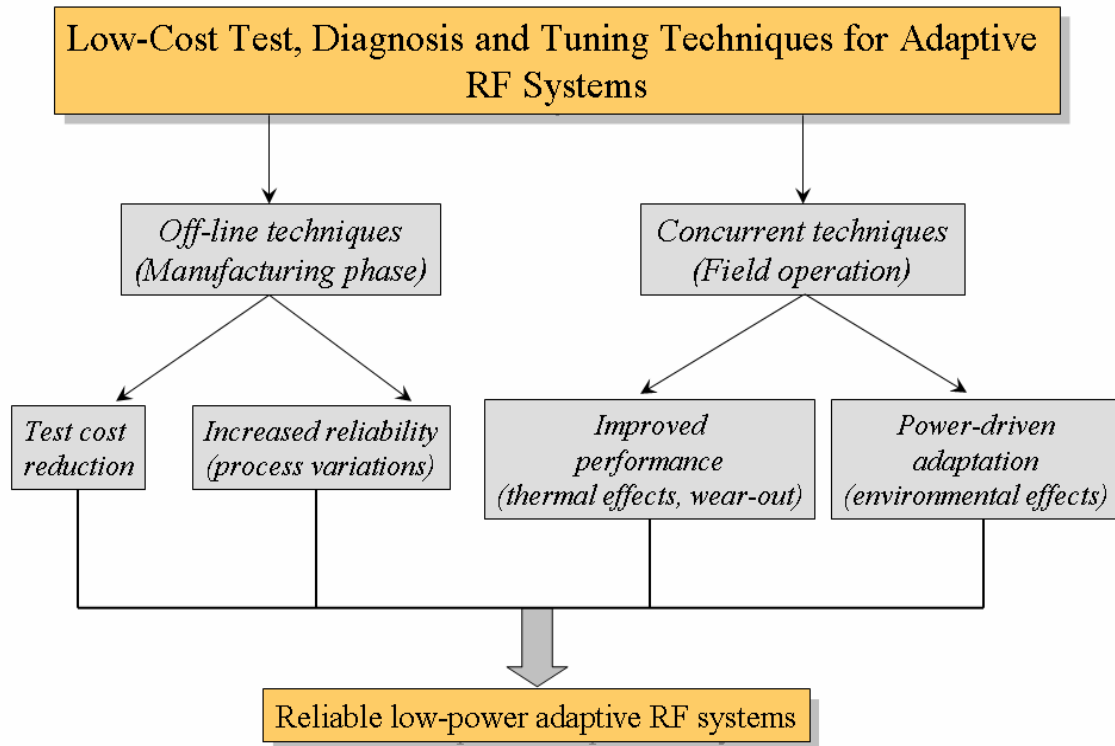 Low-Cost Test, Diagnosis and Tuning Techniques for Adaptive
RF Systems
Off-line techniques
(Manufacturing phase)
Concurrent techniques
(Field operation)
Test cost
reduction
Increased reliability
(process variations)
Improved
performance
(thermal effects, wear-out)
Power-driven
adaptation
(environmental effects)
Reliable low-power adaptive RF systems